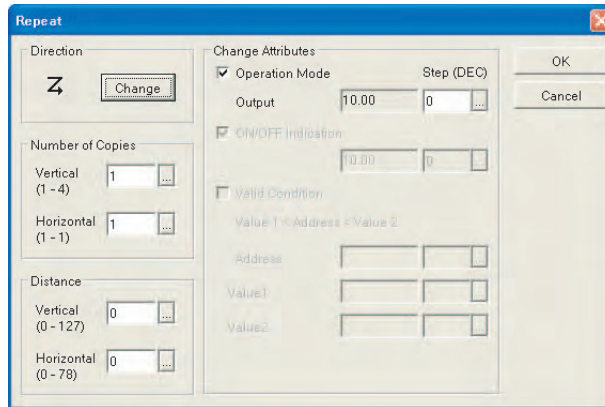 Repeat
Direction
Change
Number of Copies
Vertical
(1 - 4)
1
...
Horizontal
(1 - 1)
1
...
Distance
Vertical
(0 - 127)
0
...
Horizontal
(0 - 78)
0
...
Change Attributes
Operation Mode
Step (DEC)
Output
10.00
0
...
ON/OFF Indication
10.00
0
Valid Condition
Value 1 < Address < Value 2
Address
Value1
Value2
OK
Cancel